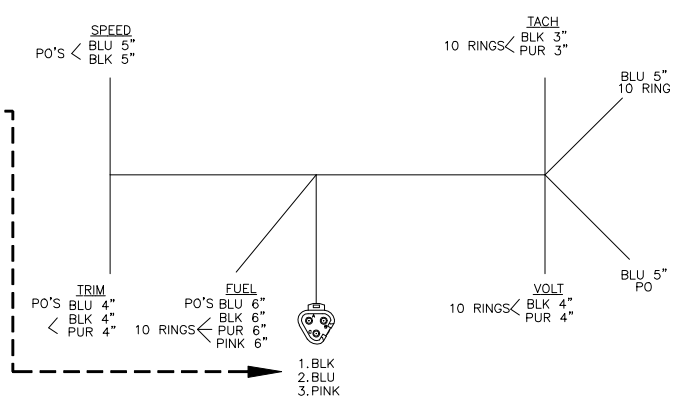 SPEED
PO'S < BLU 5"
BLK 5"
TACH
10 RINGS < BLK 3"
PUR 3"
BLU 5"
10 RING
TRIM
PO'S BLU 4"
< BLK 4"
PUR 4"
FUEL
PO'S BLU 6"
BLK 6"
10 RINGS PUR 6"
PINK 6"
VOLT
10 RINGS < BLK 4"
PUR 4"
BLU 5"
PO
1.BLK
2.BLU
3.PINK